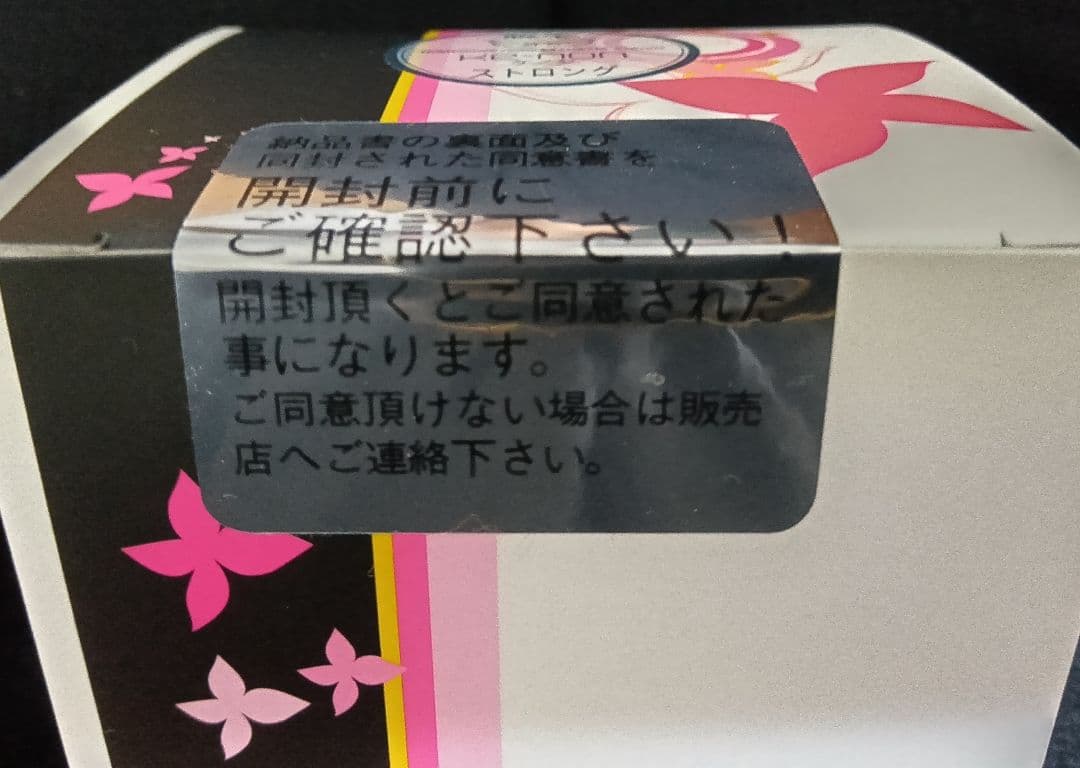 ストロング
納品書の裏面及び
同封された同意書を
開封前に
ご確認下さい!
開封頂くとご同意された
事になります。
ご同意頂けない場合は販売
店へご連絡下さい。